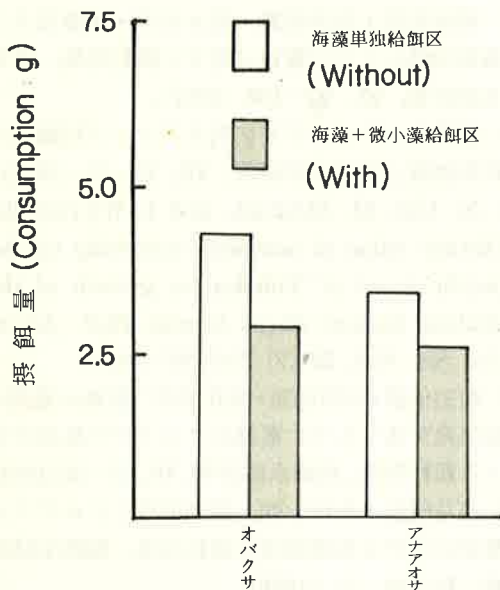 7.5
海藻単独給餌区
(Without)
海藻+微小藻給餌区
(With)
5.0
2.5
摂餌量 (Consumption・g)
オバクサ
アナアオサ